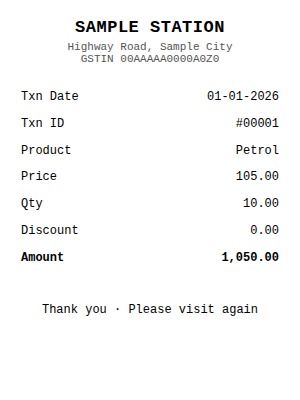 SAMPLE STATION
Highway Road, Sample City
GSTIN 00AAAAA0000A0Z0
Txn Date 01-01-2026
Txn ID #00001
Product Petrol
Price 105.00
Qty 10.00
Discount 0.00
Amount 1,050.00
Thank you · Please visit again